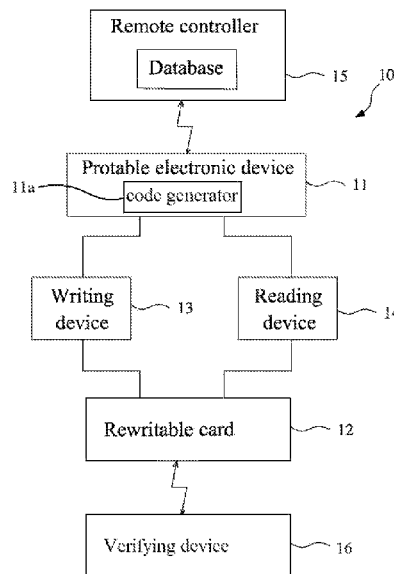 Remote controller
Database
15
10
Protable electronic device
11a
code generator
11
Writing
device
13
Reading
device
14
Rewritable card
12
Verifying device
16